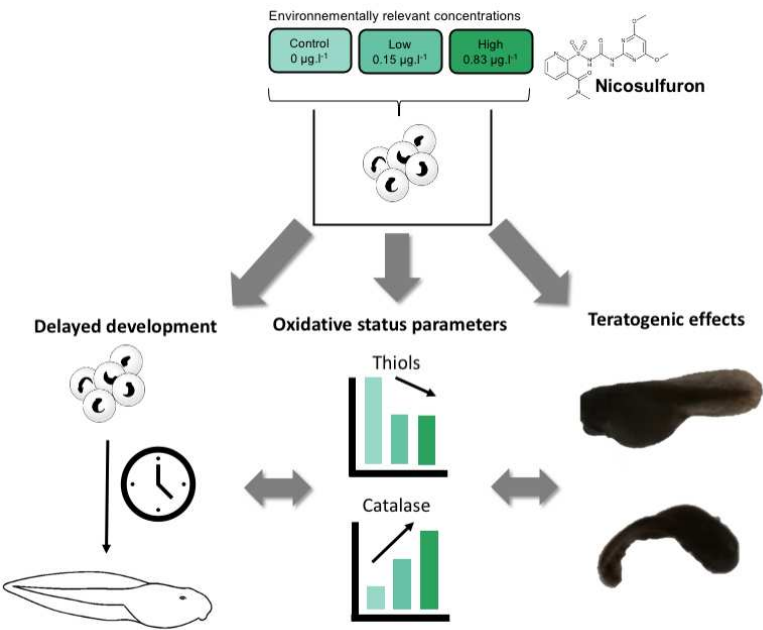 Environnementally relevant concentrations
Control
0 µg.l⁻¹
Low
0.15 µg.l⁻¹
High
0.83 µg.l⁻¹
N
O
O
S
N
H
O
N
H
N
N
O
O
O
N
Nicosulfuron
Delayed development
Oxidative status parameters
Teratogenic effects
Thiols
Catalase